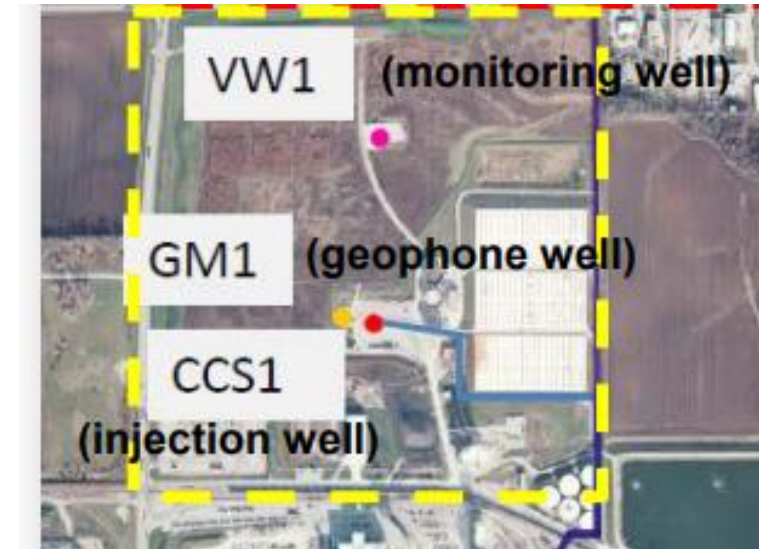 VW1 (monitoring well)
GM1 (geophone well)
CCS1
(injection well)